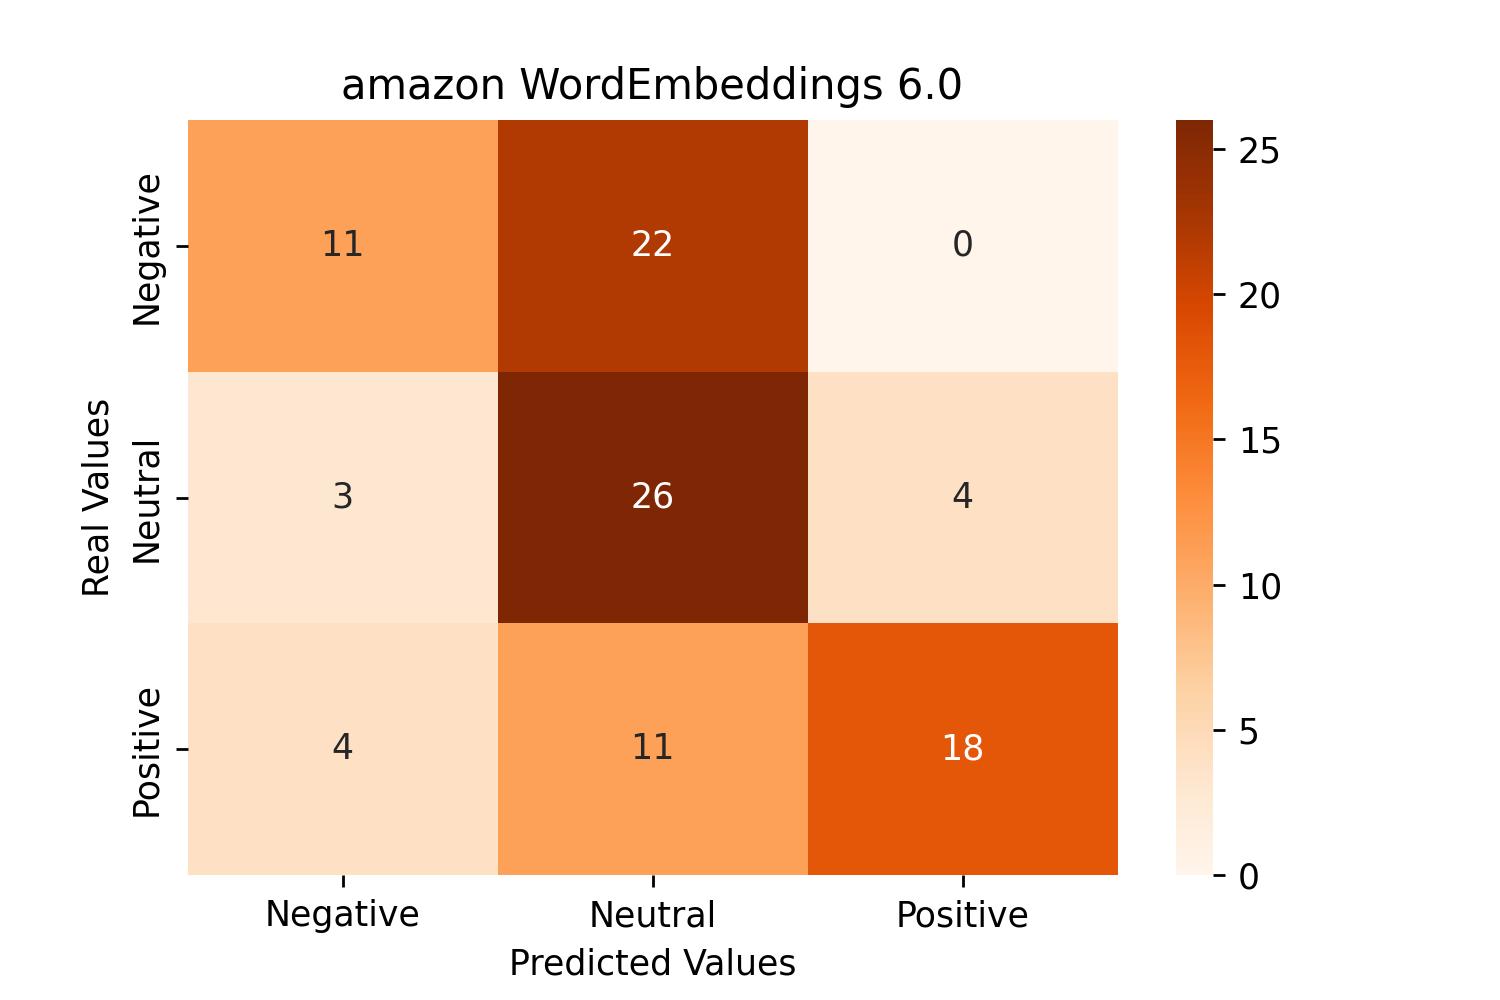 amazon WordEmbeddings 6.0
Real Values
Negative
11
22
0
Neutral
3
26
4
Positive
4
11
18
Negative
Neutral
Positive
Predicted Values
25
20
15
10
5
0